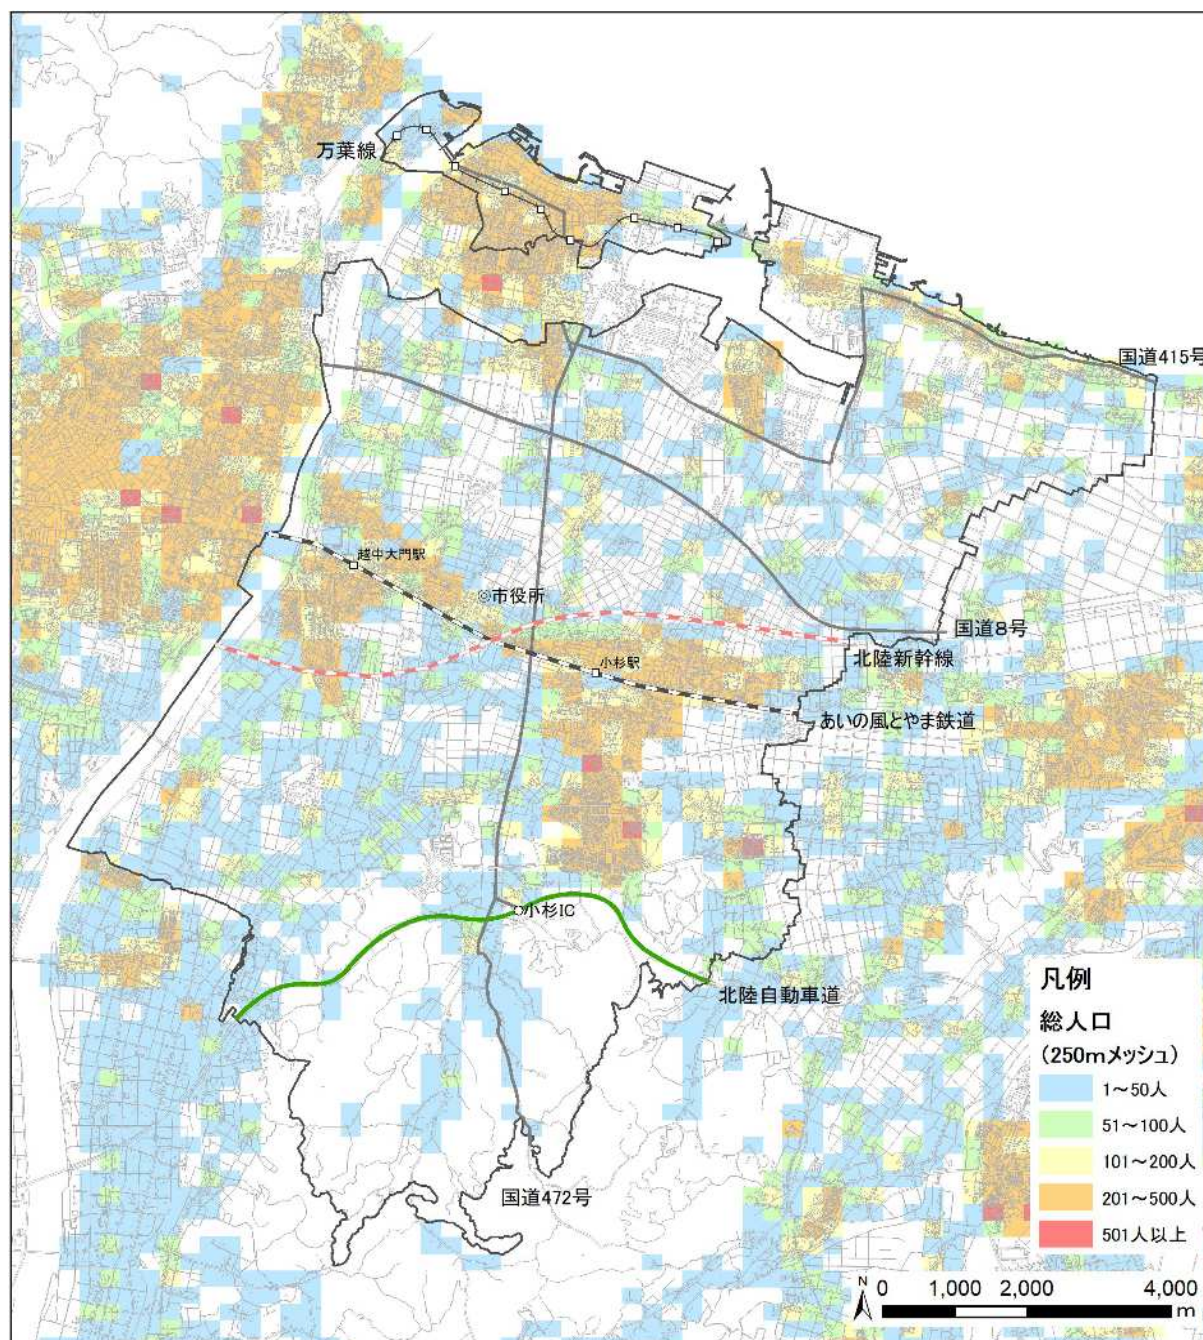 万葉線
国道415号
越中大門駅
◎市役所
国道8号
小杉駅
北陸新幹線
あいの風とやま鉄道
小杉IC
北陸自動車道
国道472号
凡例
総人口
(250mメッシュ)
1～50人
51～100人
101～200人
201～500人
501人以上
N
0 1,000 2,000 4,000
m